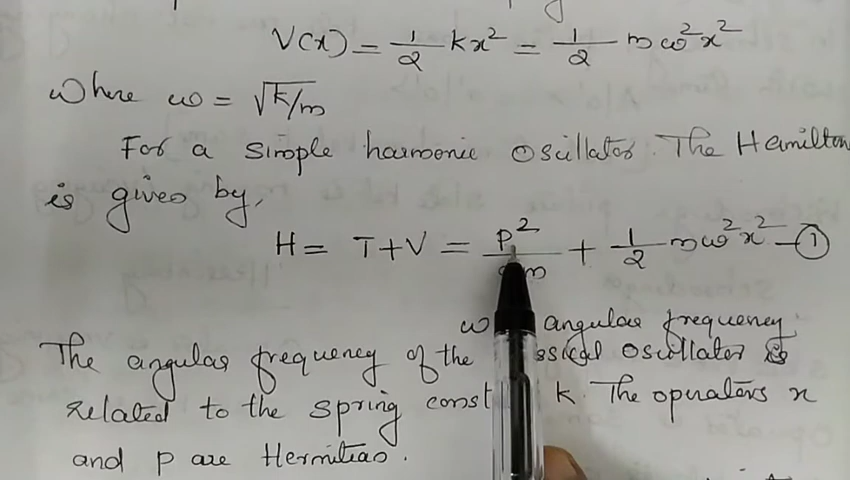 V(x) = 1/2 kx² = 1/2 mω²x²
where ω = √k/m
For a simple harmonic oscillator. The Hamilton
is given by,
H = T+V = p²/2m + 1/2 mω²x² — ①
ω angular frequency
The angular frequency of the ssical oscillator is
related to the spring const k. The operators x
and p are Hermitian.